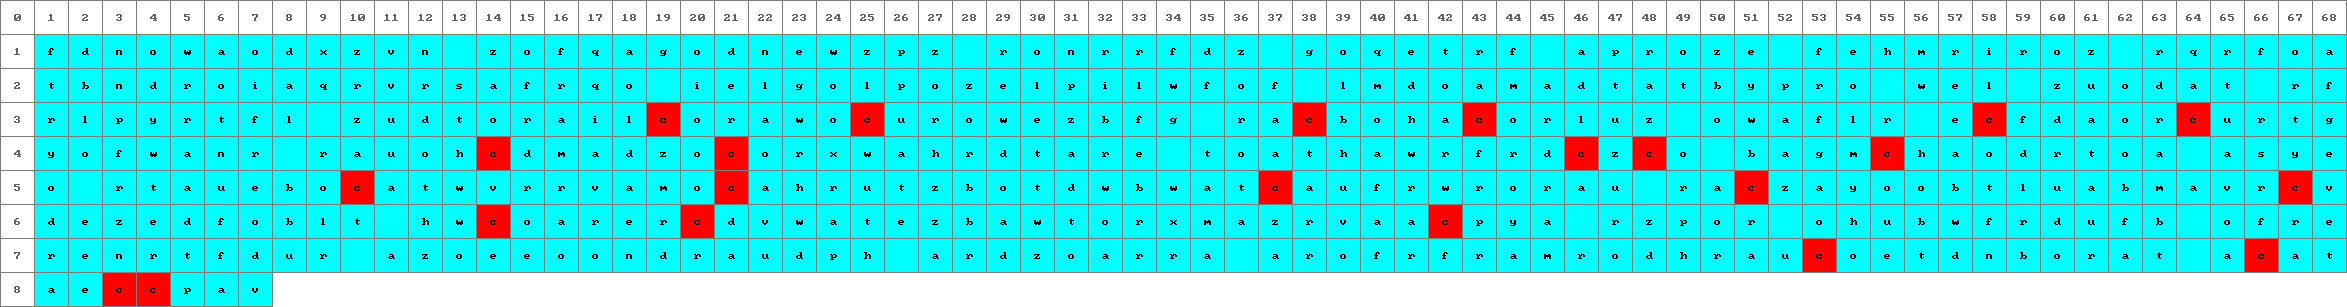 0 1 2 3 4 5 6 7 8 9 10 11 12 13 14 15 16 17 18 19 20 21 22 23 24 25 26 27 28 29 30 31 32 33 34 35 36 37 38 39 40 41 42 43 44 45 46 47 48 49 50 51 52 53 54 55 56 57 58 59 60 61 62 63 64 65 66 67 68
1 f d n o w a o d x z v n z o f q a g o d n e w z p z r o n r r f d z g o q e t r f a p r o z e f e h m r i r o z r q r f o a
2 t b n d r o i a q r v r s a f r q o i e l g o l p o z e l p i l w f o f l m d o a m a d t a t b y p r o w e l z u o d a t r f
3 r l p y r t f l z u d t o r a i l c o r a w o c u r o w e z b f g r a c b o h a c o r l u z o w a f l r e c f d a o r c u r t g
4 y o f w a n r r a u o h c d m a d z o c o r x w a h r d t a r e t o a t h a w r f r d c z c o b a g m c h a o d r t o a a s y e
5 o r t a u e b o c a t w v r r v a m o c a h r u t z b o t d w b w a t c a u f r w r o r a u r a c z a y o o b t l u a b m a v r c v
6 d e z e d f o b l t h w c o a r e r c d v w a t e z b a w t o r x m a z r v a a c p y a r z p o r o h u b w f r d u f b o f r e
7 r e n r t f d u r a z o e e o o n d r a u d p h a r d z o a r r a a r o f r f r a m r o d h r a u c o e t d n b o r a t a c a t
8 a e c c p a v